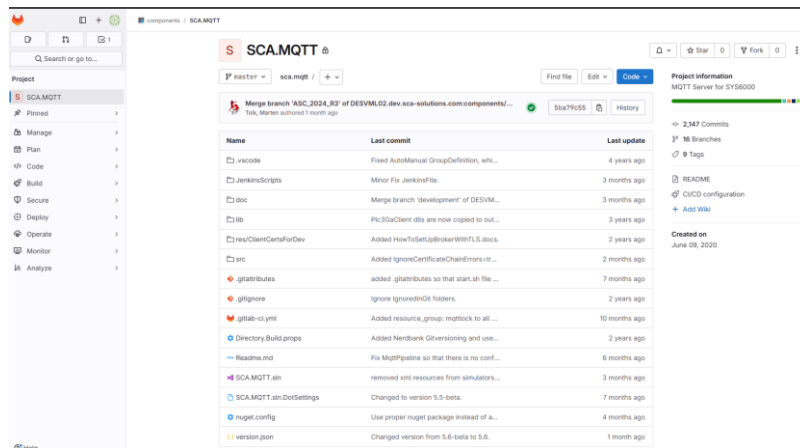 components / SCA.MQTT
1
Search or go to...
Project
S SCA.MQTT
Pinned
Manage
Plan
Code
Build
Secure
Deploy
Operate
Monitor
Analyze
Help
S SCA.MQTT
Star 0
Fork 0
master
sca.mqtt / +
Find file
Edit
Code
Merge branch 'ASC_2024_R3' of DESVML02.dev.sca-solutions.com:components/...
Tolk, Marten authored 1 month ago
5ba79c55
History
Name Last commit Last update
.vscode Fixed AutoManual GroupDefinition, whi... 4 years ago
JenkinsScripts Minor Fix JenkinsFile. 3 months ago
doc Merge branch 'development' of DESVM... 3 months ago
lib Plc3GaClient dlls are now copied to out... 3 years ago
res/ClientCertsForDev Added HowToSetUpBrokerWithTLS.docs. 2 years ago
src Added IgnoreCertificateChainErrors=tr... 2 months ago
.gitattributes added .gitattributes so that start.sh file ... 7 months ago
.gitignore Ignore IgnoredInGit folders. 2 years ago
.gitlab-ci.yml Added resource_group: mqttlock to all ... 10 months ago
Directory.Build.props Added Nerdbank Gitversioning and use... 2 years ago
Readme.md Fix MqttPipeline so that there is no conf... 6 months ago
SCA.MQTT.sln removed xml resources from simulators... 3 months ago
SCA.MQTT.sln.DotSettings Changed to version 5.5-beta. 7 months ago
nuget.config Use proper nuget package instead of a... 4 months ago
version.json Changed version from 5.6-beta to 5.6. 1 month ago
Project information
MQTT Server for SYS6000
2,147 Commits
16 Branches
0 Tags
README
CI/CD configuration
+ Add Wiki
Created on
June 09, 2020